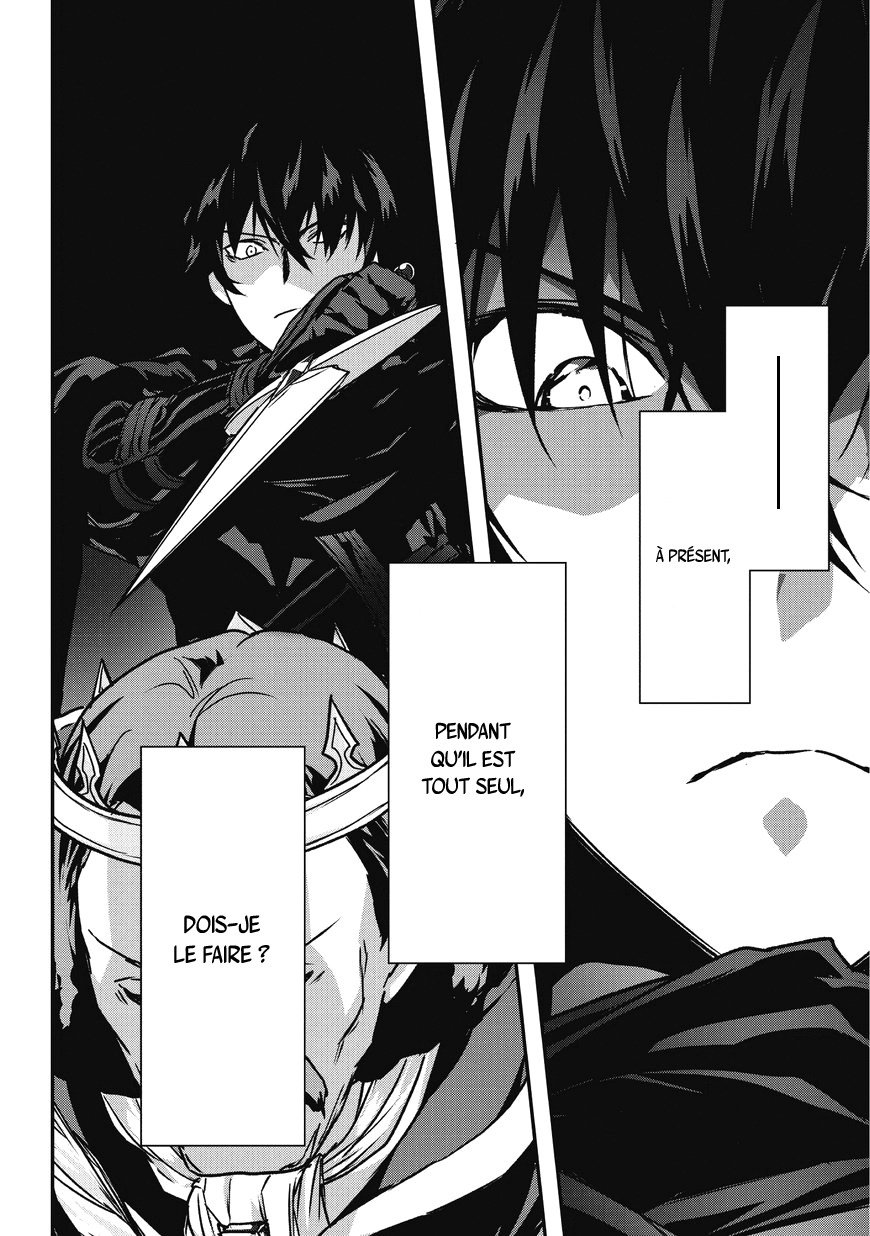 À PRÉSENT,
PENDANT
QU'IL EST
TOUT SEUL,
DOIS-JE
LE FAIRE ?